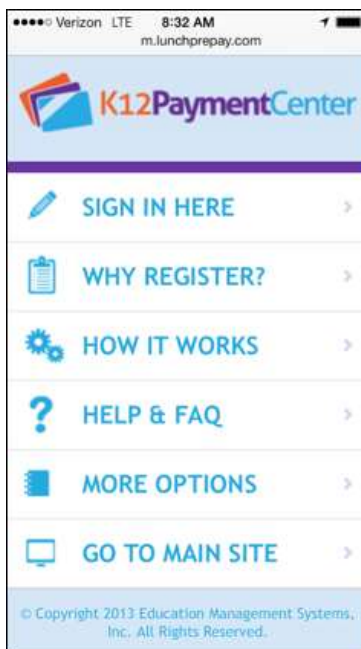 Verizon LTE 8:32 AM
m.lunchprepay.com
K12PaymentCenter
SIGN IN HERE
WHY REGISTER?
HOW IT WORKS
HELP & FAQ
MORE OPTIONS
GO TO MAIN SITE
© Copyright 2013 Education Management Systems,
Inc. All Rights Reserved.